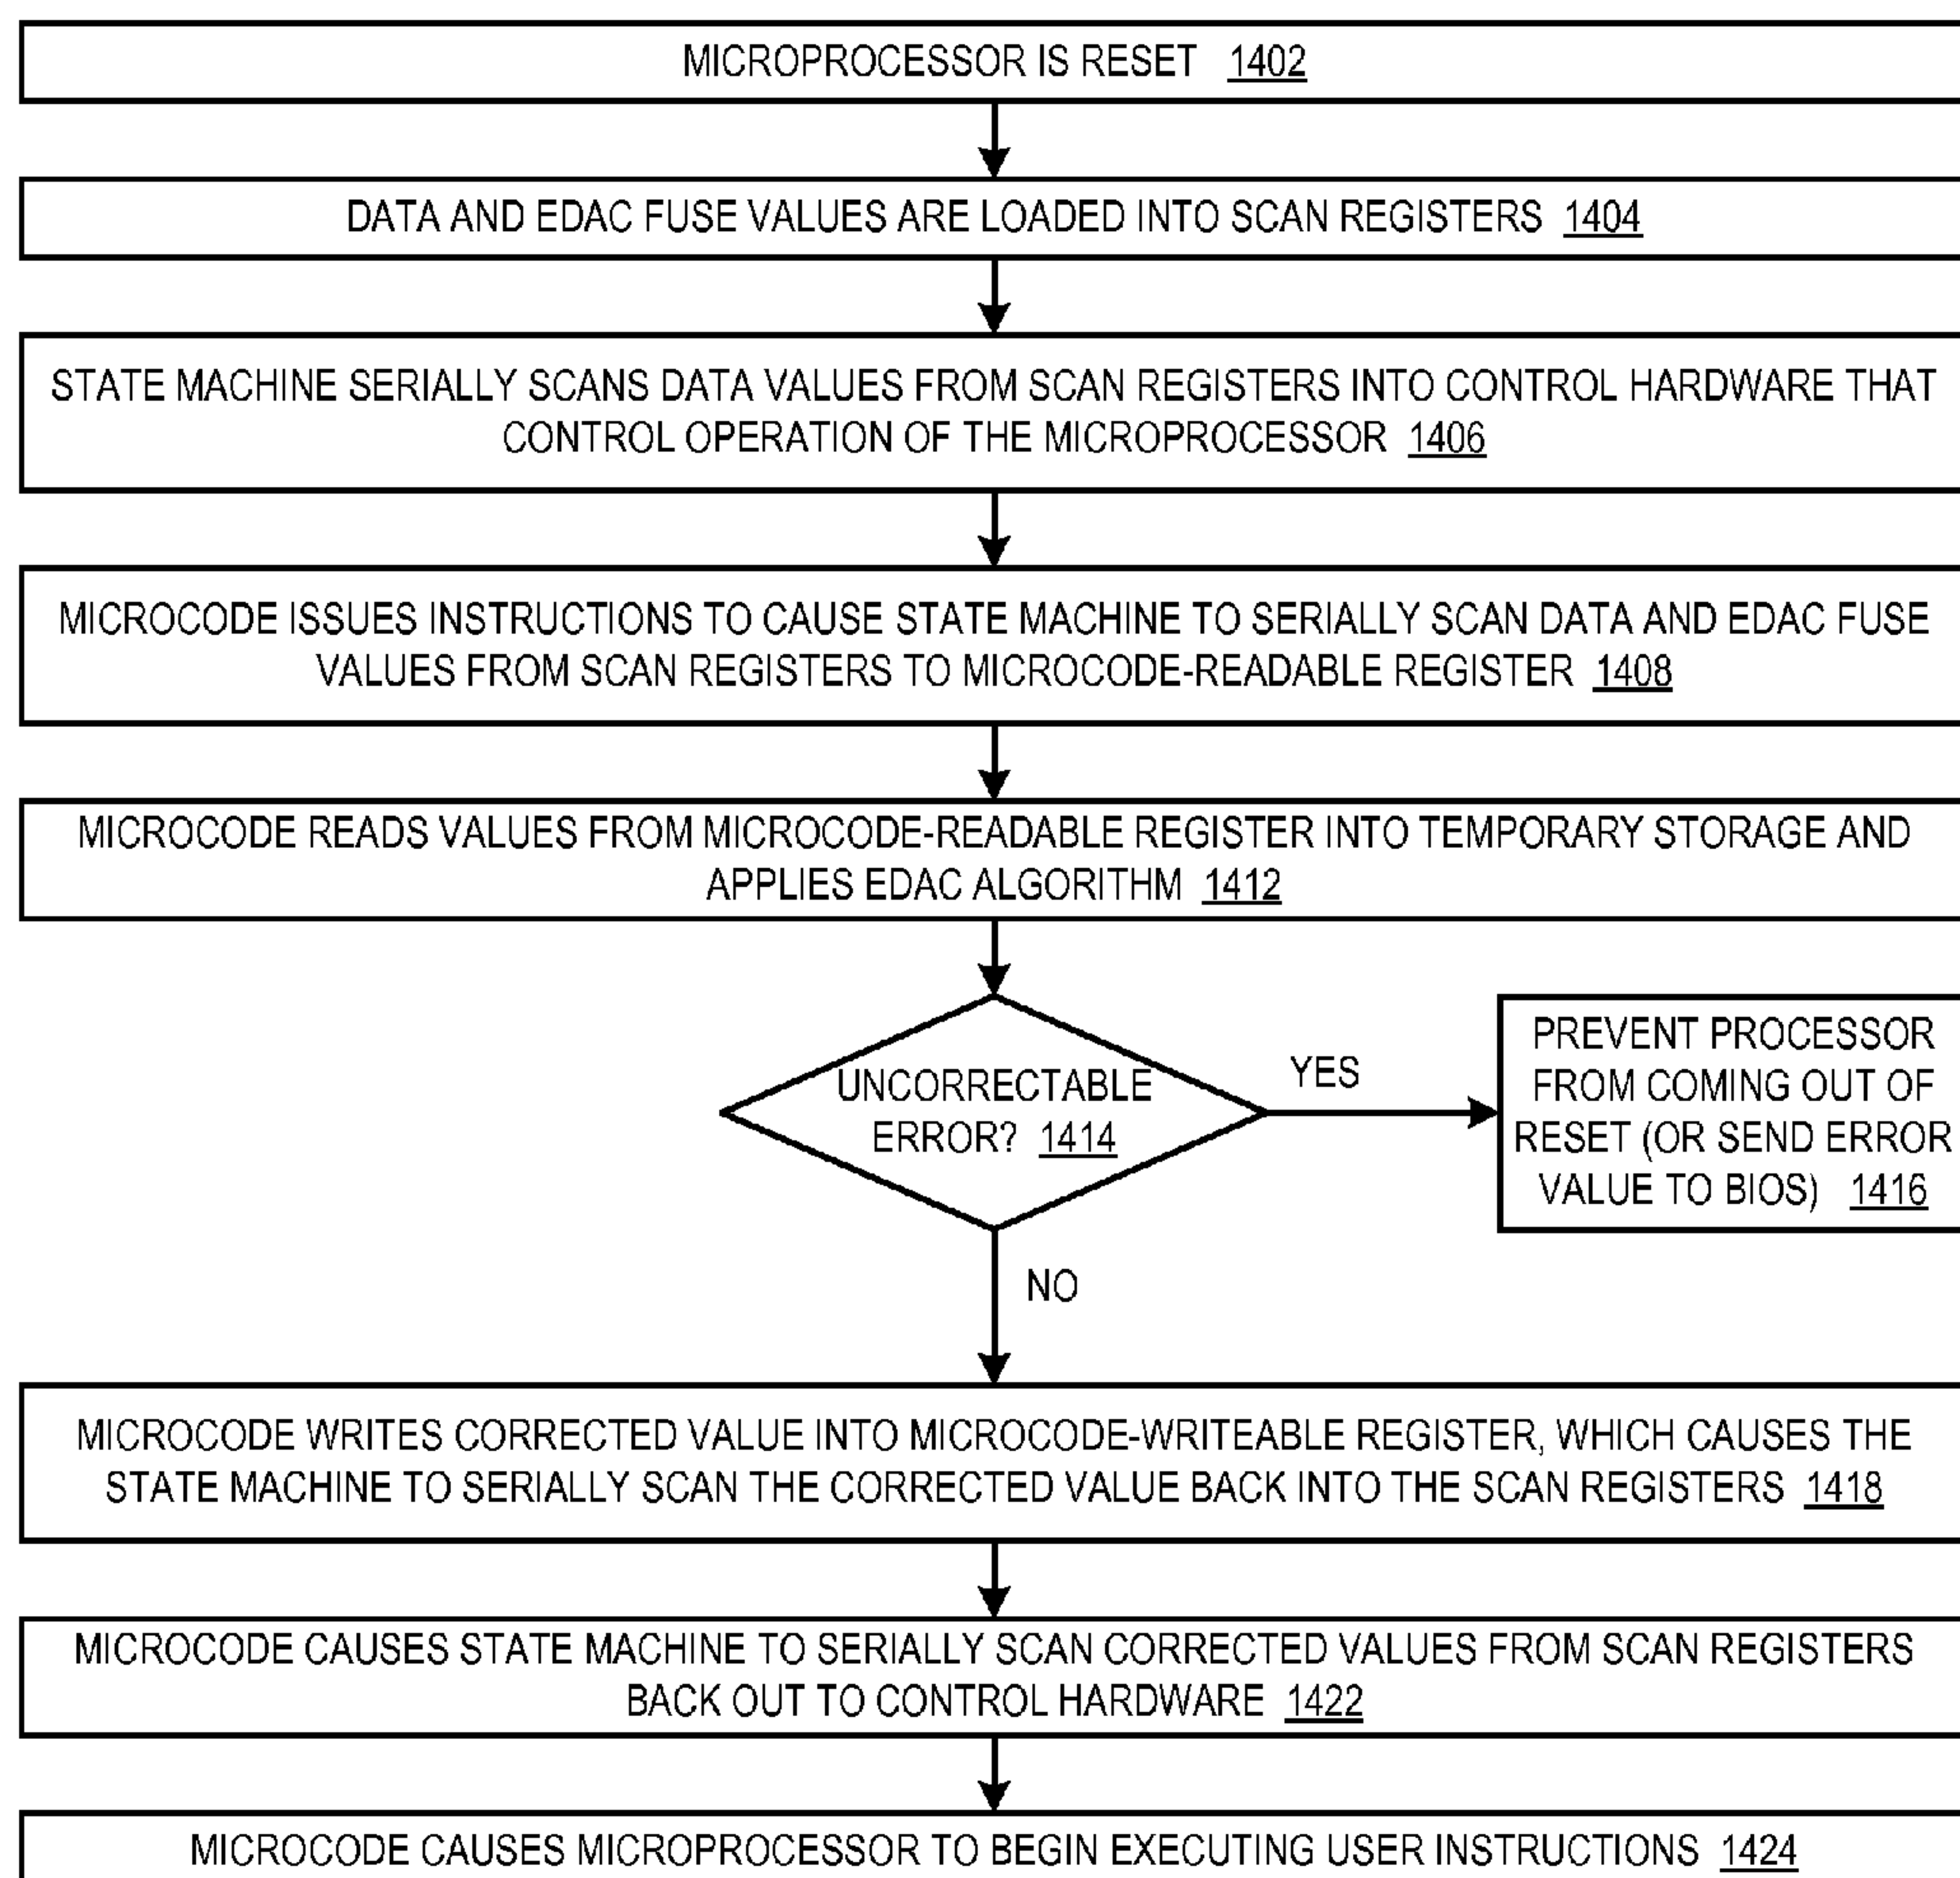 MICROPROCESSOR IS RESET 1402
DATA AND EDAC FUSE VALUES ARE LOADED INTO SCAN REGISTERS 1404
STATE MACHINE SERIALLY SCANS DATA VALUES FROM SCAN REGISTERS INTO CONTROL HARDWARE THAT
CONTROL OPERATION OF THE MICROPROCESSOR 1406
MICROCODE ISSUES INSTRUCTIONS TO CAUSE STATE MACHINE TO SERIALLY SCAN DATA AND EDAC FUSE
VALUES FROM SCAN REGISTERS TO MICROCODE-READABLE REGISTER 1408
MICROCODE READS VALUES FROM MICROCODE-READABLE REGISTER INTO TEMPORARY STORAGE AND
APPLIES EDAC ALGORITHM 1412
UNCORRECTABLE
ERROR? 1414
YES
PREVENT PROCESSOR
FROM COMING OUT OF
RESET (OR SEND ERROR
VALUE TO BIOS) 1416
NO
MICROCODE WRITES CORRECTED VALUE INTO MICROCODE-WRITEABLE REGISTER, WHICH CAUSES THE
STATE MACHINE TO SERIALLY SCAN THE CORRECTED VALUE BACK INTO THE SCAN REGISTERS 1418
MICROCODE CAUSES STATE MACHINE TO SERIALLY SCAN CORRECTED VALUES FROM SCAN REGISTERS
BACK OUT TO CONTROL HARDWARE 1422
MICROCODE CAUSES MICROPROCESSOR TO BEGIN EXECUTING USER INSTRUCTIONS 1424